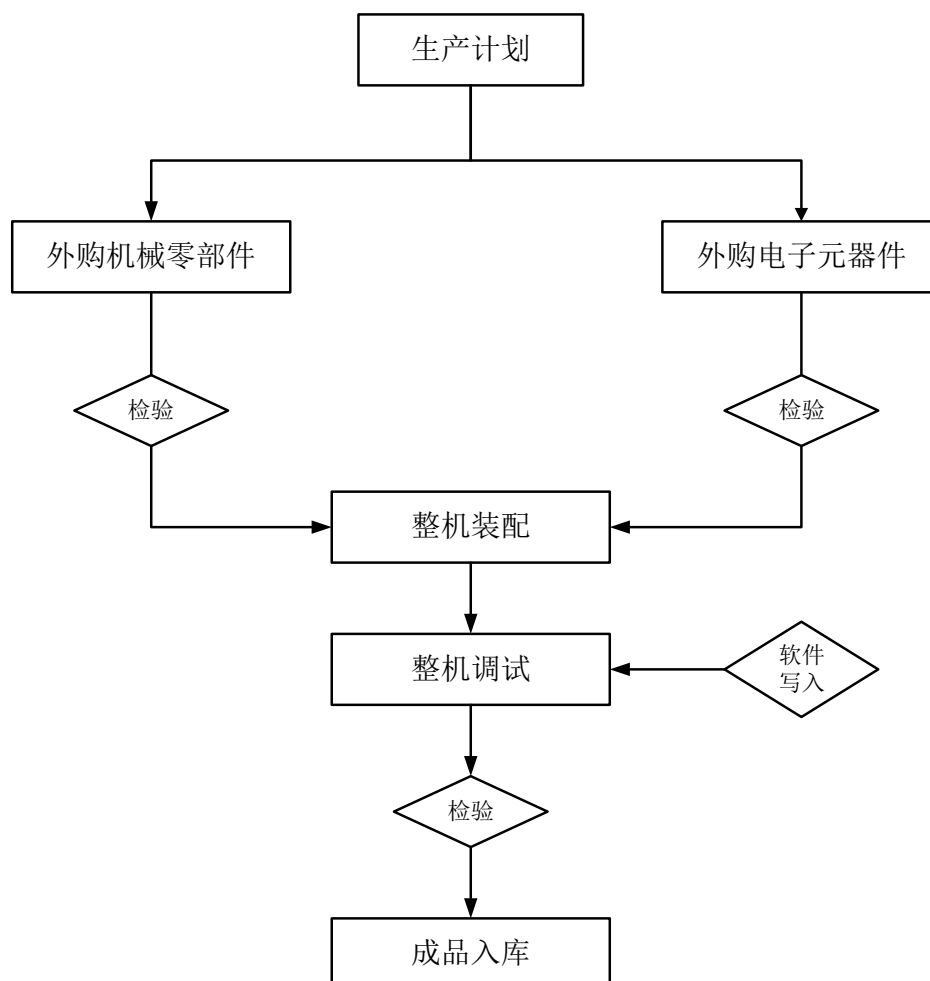 生产计划
外购机械零部件
外购电子元器件
检验
检验
整机装配
整机调试
软件
写入
检验
成品入库